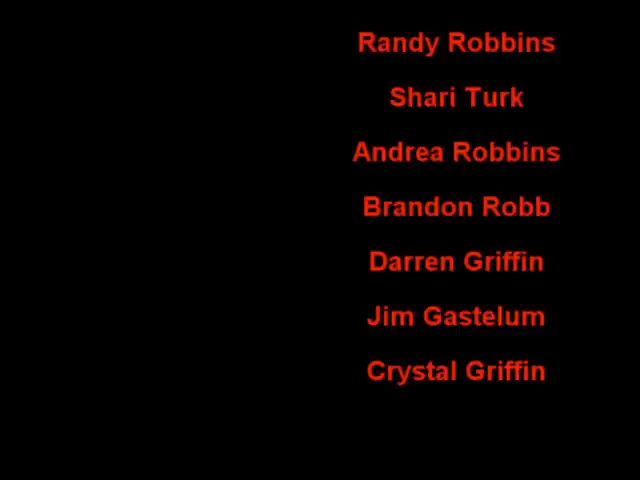 Randy Robbins
Shari Turk
Andrea Robbins
Brandon Robb
Darren Griffin
Jim Gastelum
Crystal Griffin